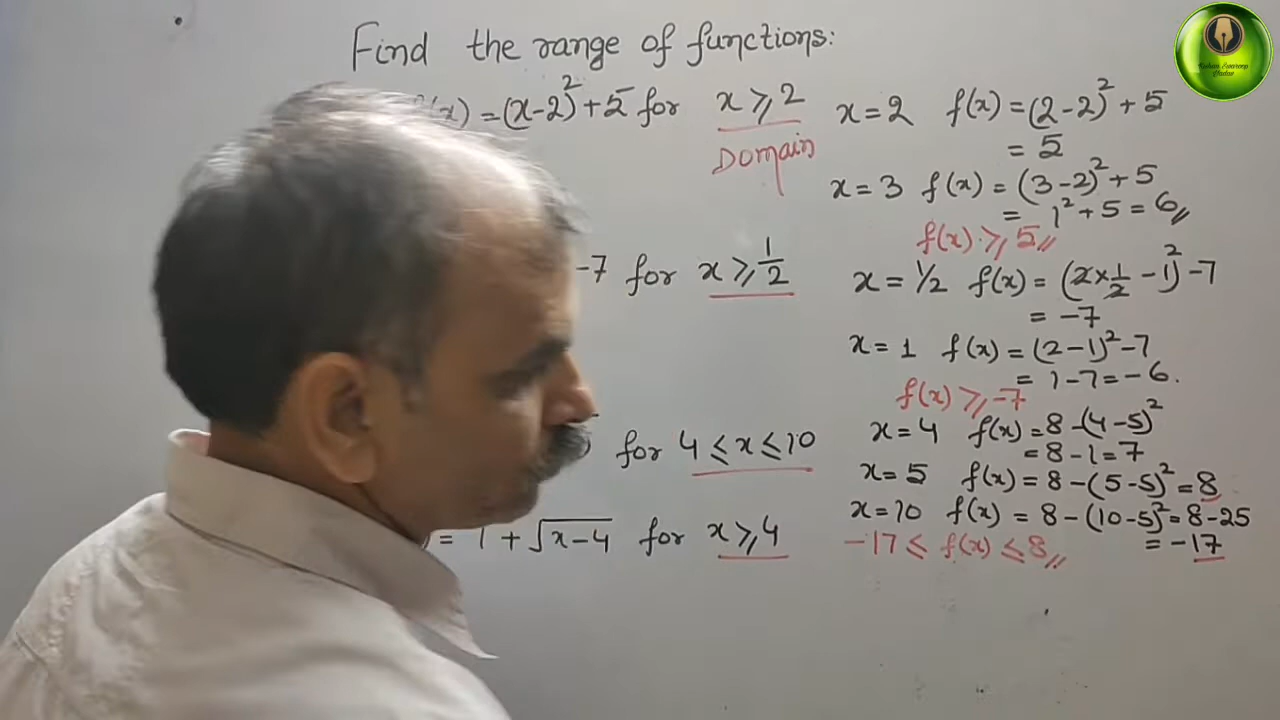 Find the range of functions:
f(x) = (x-2)² + 5 for x ⩾ 2
Domain
-7 for x ⩾ 1/2
for 4 ⩽ x ⩽ 10
= 1 + √x-4 for x ⩾ 4
x = 2 f(x) = (2-2)² + 5
= 5
x = 3 f(x) = (3-2)² + 5
= 1² + 5 = 6//
f(x) ⩾ 5//
x = 1/2 f(x) = (2×1/2 - 1)² - 7
= -7
x = 1 f(x) = (2-1)² - 7
= 1-7 = -6.
f(x) ⩾ -7
x = 4 f(x) = 8 - (4-5)²
= 8 - 1 = 7
x = 5 f(x) = 8 - (5-5)² = 8
x = 10 f(x) = 8 - (10-5)² = 8-25
= -17
-17 ⩽ f(x) ⩽ 8//